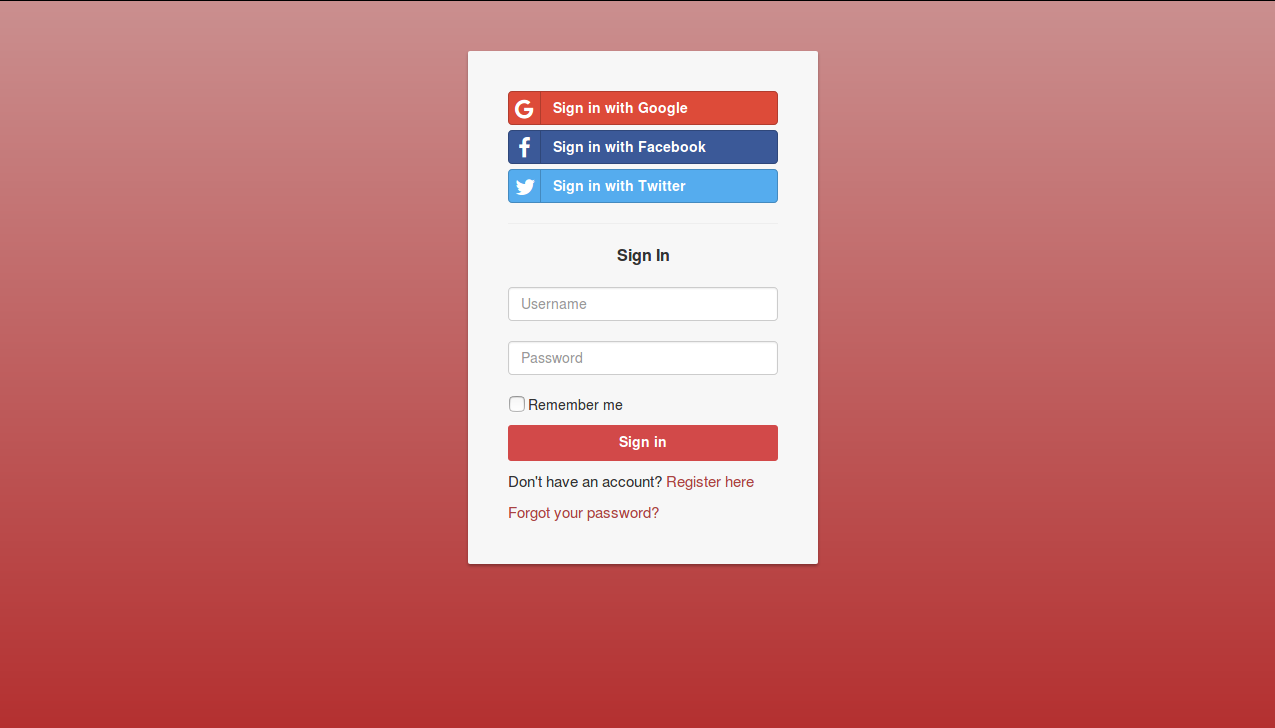 Sign in with Google
Sign in with Facebook
Sign in with Twitter
Sign In
Username
Password
Remember me
Sign in
Don't have an account? Register here
Forgot your password?